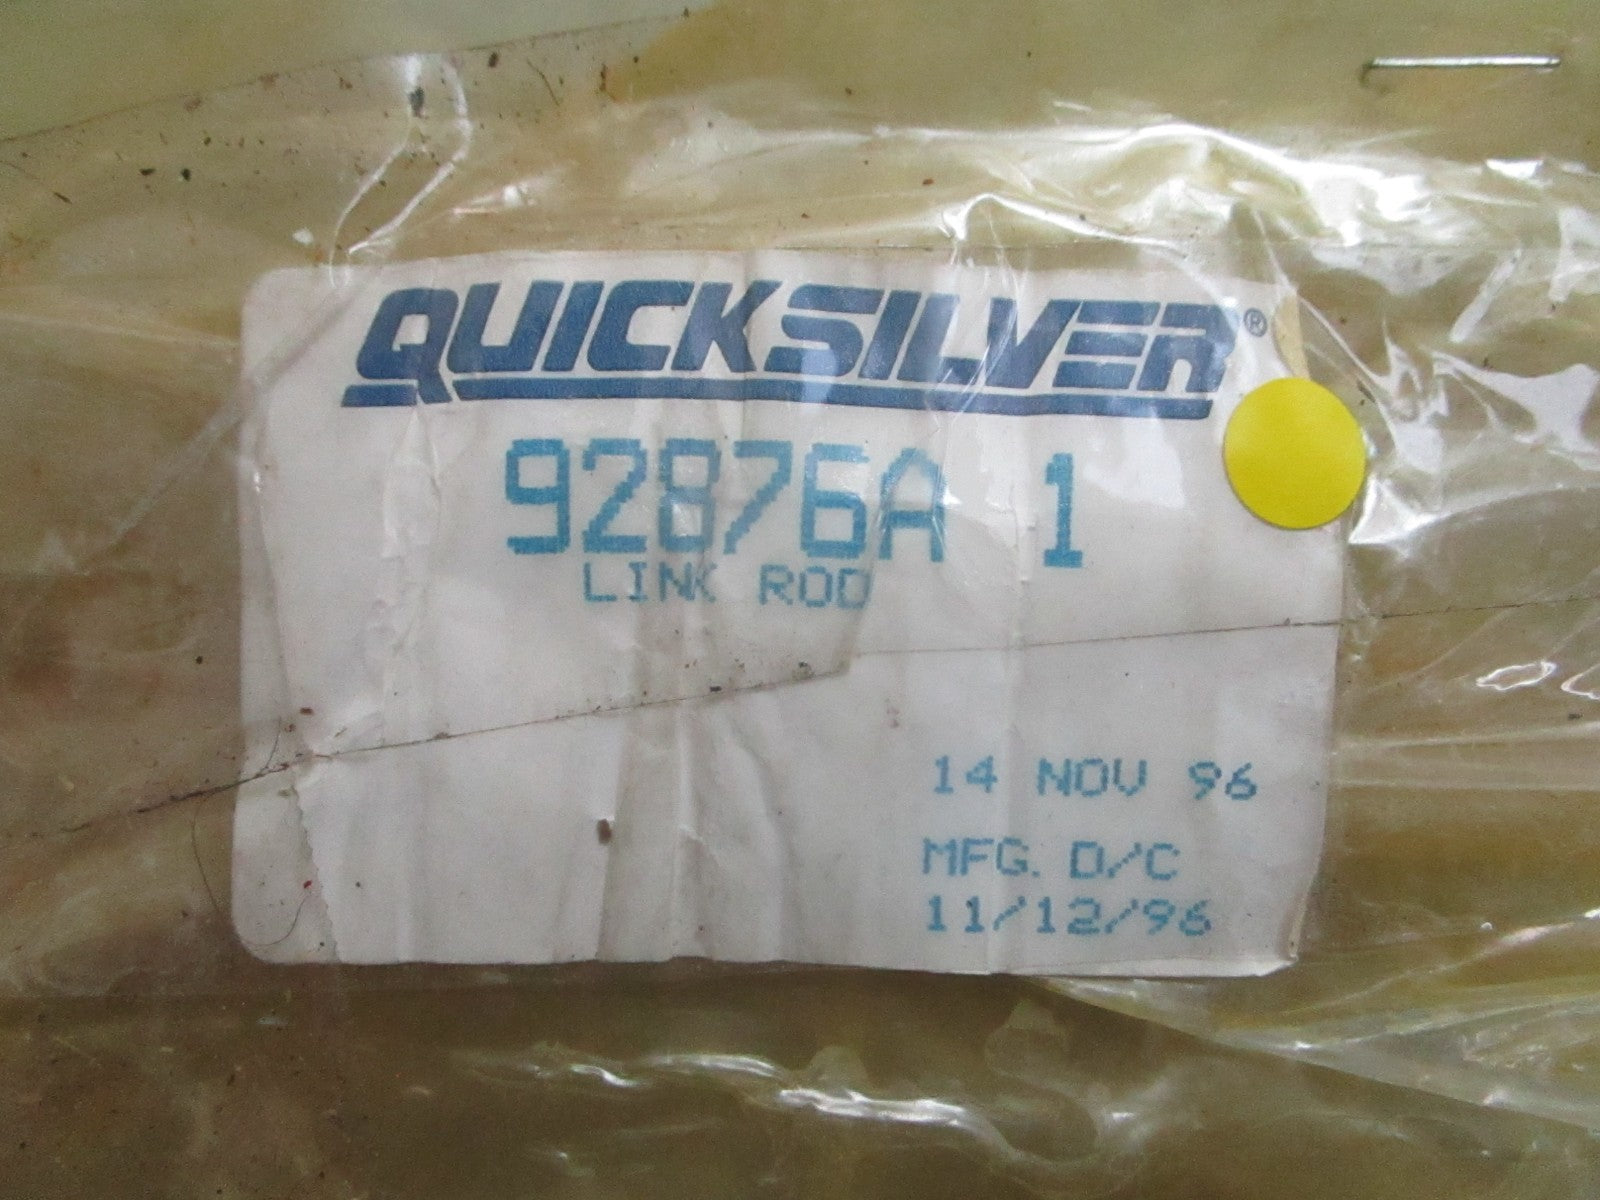 QUICKSILVER®
92876A 1
LINK ROD
14 NOV 96
MFG. D/C
11/12/96